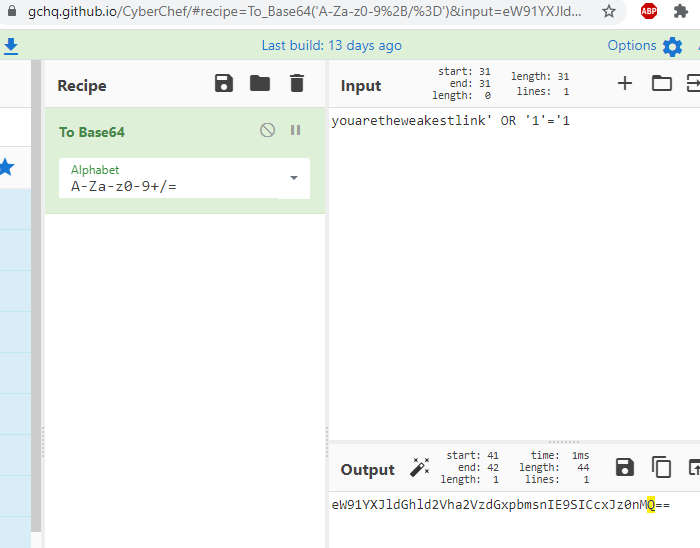 gchq.github.io/CyberChef/#recipe=To_Base64('A-Za-z0-9%2B/%3D')&input=eW91YXJld...
ABP
Last build: 13 days ago
Options
Recipe
To Base64
Alphabet
A-Za-z0-9+/=
Input
start: 31
end: 31
length: 0
length: 31
lines: 1
youaretheweakestlink' OR '1'='1
Output
start: 41
end: 42
length: 1
time: 1ms
length: 44
lines: 1
eW91YXJldGhld2Vha2VzdGxpbmsnIE9SICcxJz0nMQ==